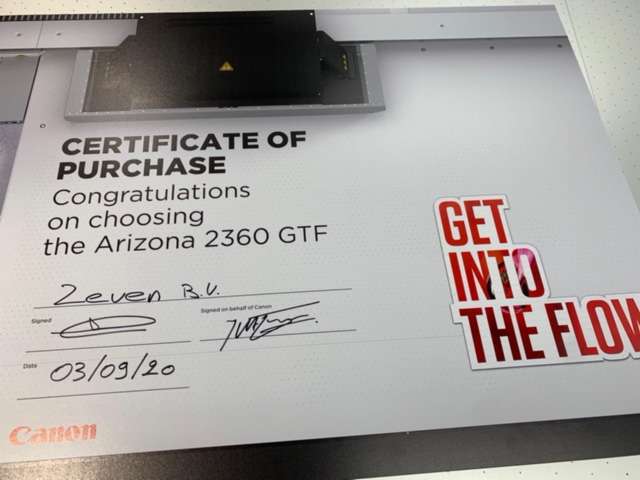 CERTIFICATE OF
PURCHASE
Congratulations
on choosing
the Arizona 2360 GTF
Zeven B.V.
Signed
Signed on behalf of Canon
Date
03/09/20
Canon
GET
INTO
THE FLOW